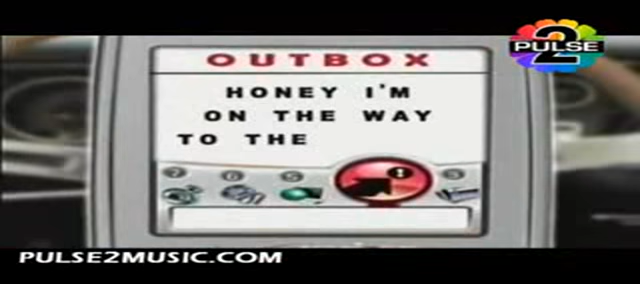 OUTBOX
PULSE
2
HONEY I'M
ON THE WAY
TO THE
PULSE2MUSIC.COM